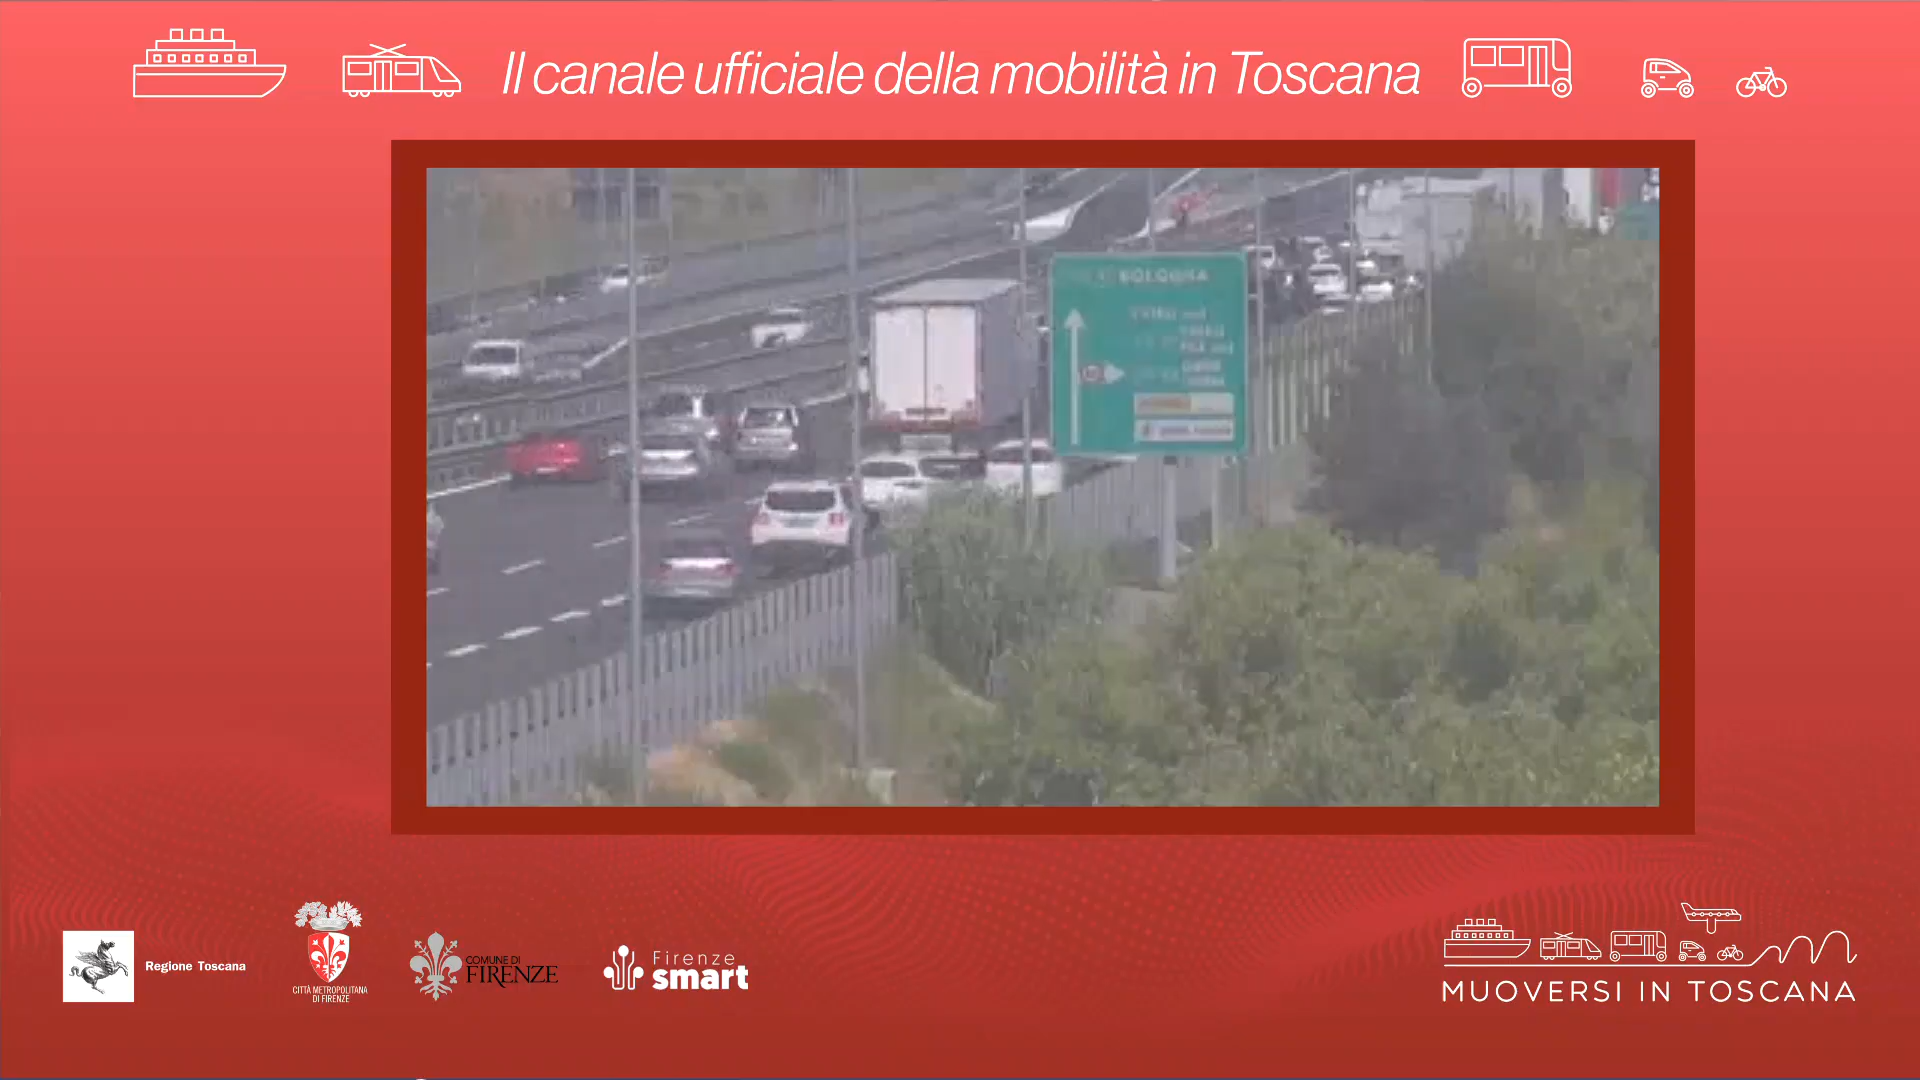 Il canale ufficiale della mobilità in Toscana
BOLOGNA
Regione Toscana
CITTÀ METROPOLITANA
DI FIRENZE
COMUNE DI
FIRENZE
Firenze
smart
MUOVERSI IN TOSCANA